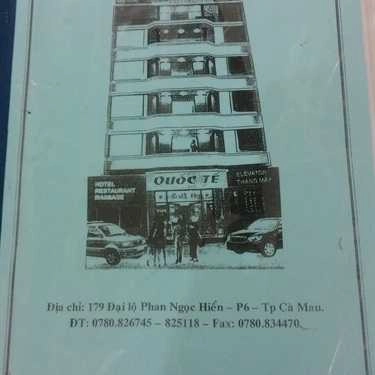 QUỐC TẾ
ELEVATOR
THANG MÁY
HOTEL
RESTAURANT
MASSAGE
Địa chỉ: 179 Đại lộ Phan Ngọc Hiển – P6 – Tp Cà Mau.
ĐT: 0780.826745 – 825118 – Fax: 0780.834470.